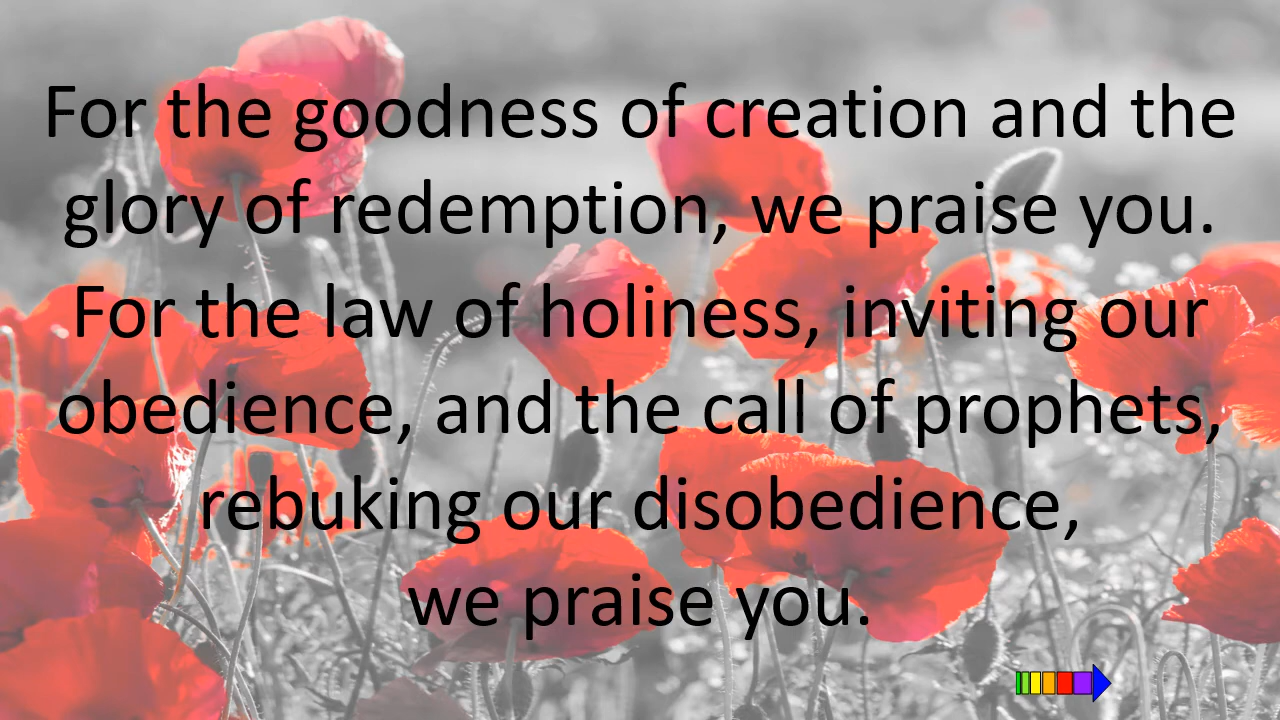 For the goodness of creation and the
glory of redemption, we praise you.
For the law of holiness, inviting our
obedience, and the call of prophets,
rebuking our disobedience,
we praise you.